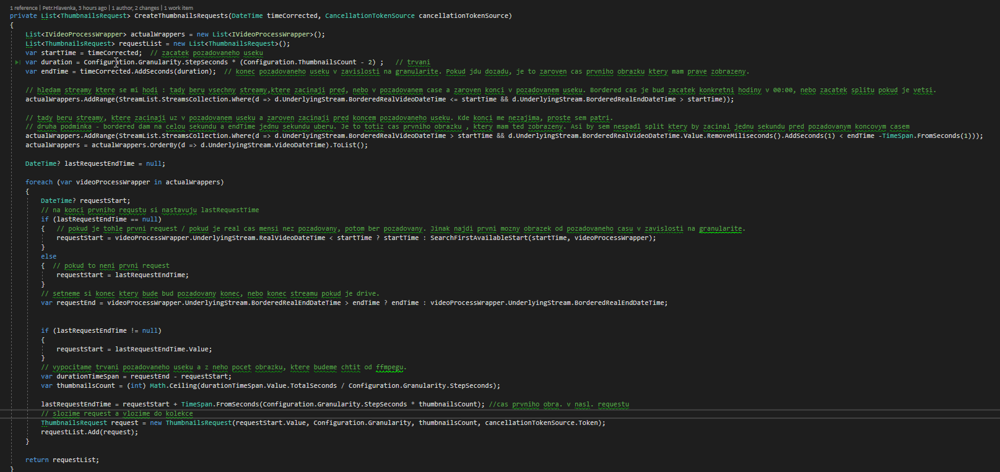 1 reference | Petr.Hlavenka, 3 hours ago | 1 author, 2 changes | 1 work item
private List<ThumbnailsRequest> CreateThumbnailsRequests(DateTime timeCorrected, CancellationTokenSource cancellationTokenSource)
{
List<IVideoProcessWrapper> actualWrappers = new List<IVideoProcessWrapper>();
List<ThumbnailsRequest> requestList = new List<ThumbnailsRequest>();
var startTime = timeCorrected;  // zacatek pozadovaneho useku
var duration = Configuration.Granularity.StepSeconds * (Configuration.ThumbnailsCount - 2) ;   // trvani
var endTime = timeCorrected.AddSeconds(duration);  // konec pozadovaneho useku v zavislosti na granularite. Pokud jdu dozadu, je to zaroven cas prvniho obrazku ktery mam prave zobrazeny.
// hledam streamy ktere se mi hodi : tady beru vsechny streamy,ktere zacinaji pred, nebo v pozadovanem case a zaroven konci v pozadovanem useku. Bordered cas je bud zacatek konkretni hodiny v 00:00, nebo zacatek splitu pokud je vetsi.
actualWrappers.AddRange(StreamList.StreamsCollection.Where(d => d.UnderlyingStream.BorderedRealVideoDateTime <= startTime && d.UnderlyingStream.BorderedRealEndDateTime > startTime));
// tady beru streamy, ktere zacinaji uz v pozadovanem useku a zaroven zacinaji pred koncem pozadovaneho useku. Kde konci me nezajima, proste sem patri.
// druha podminka - bordered dam na celou sekundu a endTime jednu sekundu uberu. Je to totiz cas prvniho obrazku , ktery mam ted zobrazeny. Asi by sem nespadl split ktery by zacinal jednu sekundu pred pozadovanym koncovym casem
actualWrappers.AddRange(StreamList.StreamsCollection.Where(d => d.UnderlyingStream.BorderedRealVideoDateTime > startTime && d.UnderlyingStream.BorderedRealVideoDateTime.Value.RemoveMiliseconds().AddSeconds(1) < endTime -TimeSpan.FromSeconds(1)));
actualWrappers = actualWrappers.OrderBy(d => d.UnderlyingStream.VideoDateTime).ToList();
DateTime? lastRequestEndTime = null;
foreach (var videoProcessWrapper in actualWrappers)
{
DateTime? requestStart;
// na konci prvniho requstu si nastavuju lastRequestTime
if (lastRequestEndTime == null)
{   // pokud je tohle prvni request / pokud je real cas mensi nez pozadovany, potom ber pozadovany. Jinak najdi prvni mozny obrazek od pozadovaneho casu v zavislosti na granularite.
requestStart = videoProcessWrapper.UnderlyingStream.RealVideoDateTime < startTime ? startTime : SearchFirstAvailableStart(startTime, videoProcessWrapper);
}
else
{  // pokud to neni prvni request
requestStart = lastRequestEndTime;
}
// setneme si konec ktery bude bud pozadovany konec, nebo konec streamu pokud je drive.
var requestEnd = videoProcessWrapper.UnderlyingStream.BorderedRealEndDateTime > endTime ? endTime : videoProcessWrapper.UnderlyingStream.BorderedRealEndDateTime;
if (lastRequestEndTime != null)
{
requestStart = lastRequestEndTime.Value;
}
// vypocitame trvani pozadovaneho useku a z neho pocet obrazku, ktere budeme chtit od ffmpegu.
var durationTimeSpan = requestEnd - requestStart;
var thumbnailsCount = (int) Math.Ceiling(durationTimeSpan.Value.TotalSeconds / Configuration.Granularity.StepSeconds);
lastRequestEndTime = requestStart + TimeSpan.FromSeconds(Configuration.Granularity.StepSeconds * thumbnailsCount); //cas prvniho obra. v nasl. requestu
// slozime request a vlozime do kolekce
ThumbnailsRequest request = new ThumbnailsRequest(requestStart.Value, Configuration.Granularity, thumbnailsCount, cancellationTokenSource.Token);
requestList.Add(request);
}
return requestList;
}